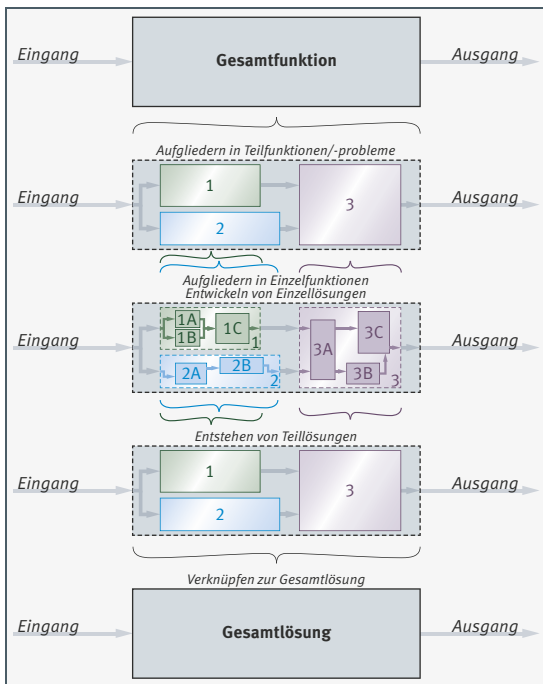 Eingang
Gesamtfunktion
Ausgang
Aufgliedern in Teilfunktionen/-probleme
Eingang
1
2
3
Ausgang
Aufgliedern in Einzelfunktionen
Entwickeln von Einzellösungen
Eingang
1A
1B
1C
1
2A
2B
2
3A
3B
3C
3
Ausgang
Entstehen von Teillösungen
Eingang
1
2
3
Ausgang
Verknüpfen zur Gesamtlösung
Eingang
Gesamtlösung
Ausgang